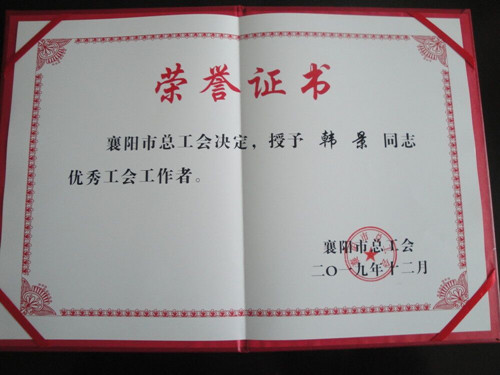 荣誉证书
襄阳市总工会决定，授予 韩景 同志
优秀工会工作者。
襄阳市总工会
二〇一九年十二月